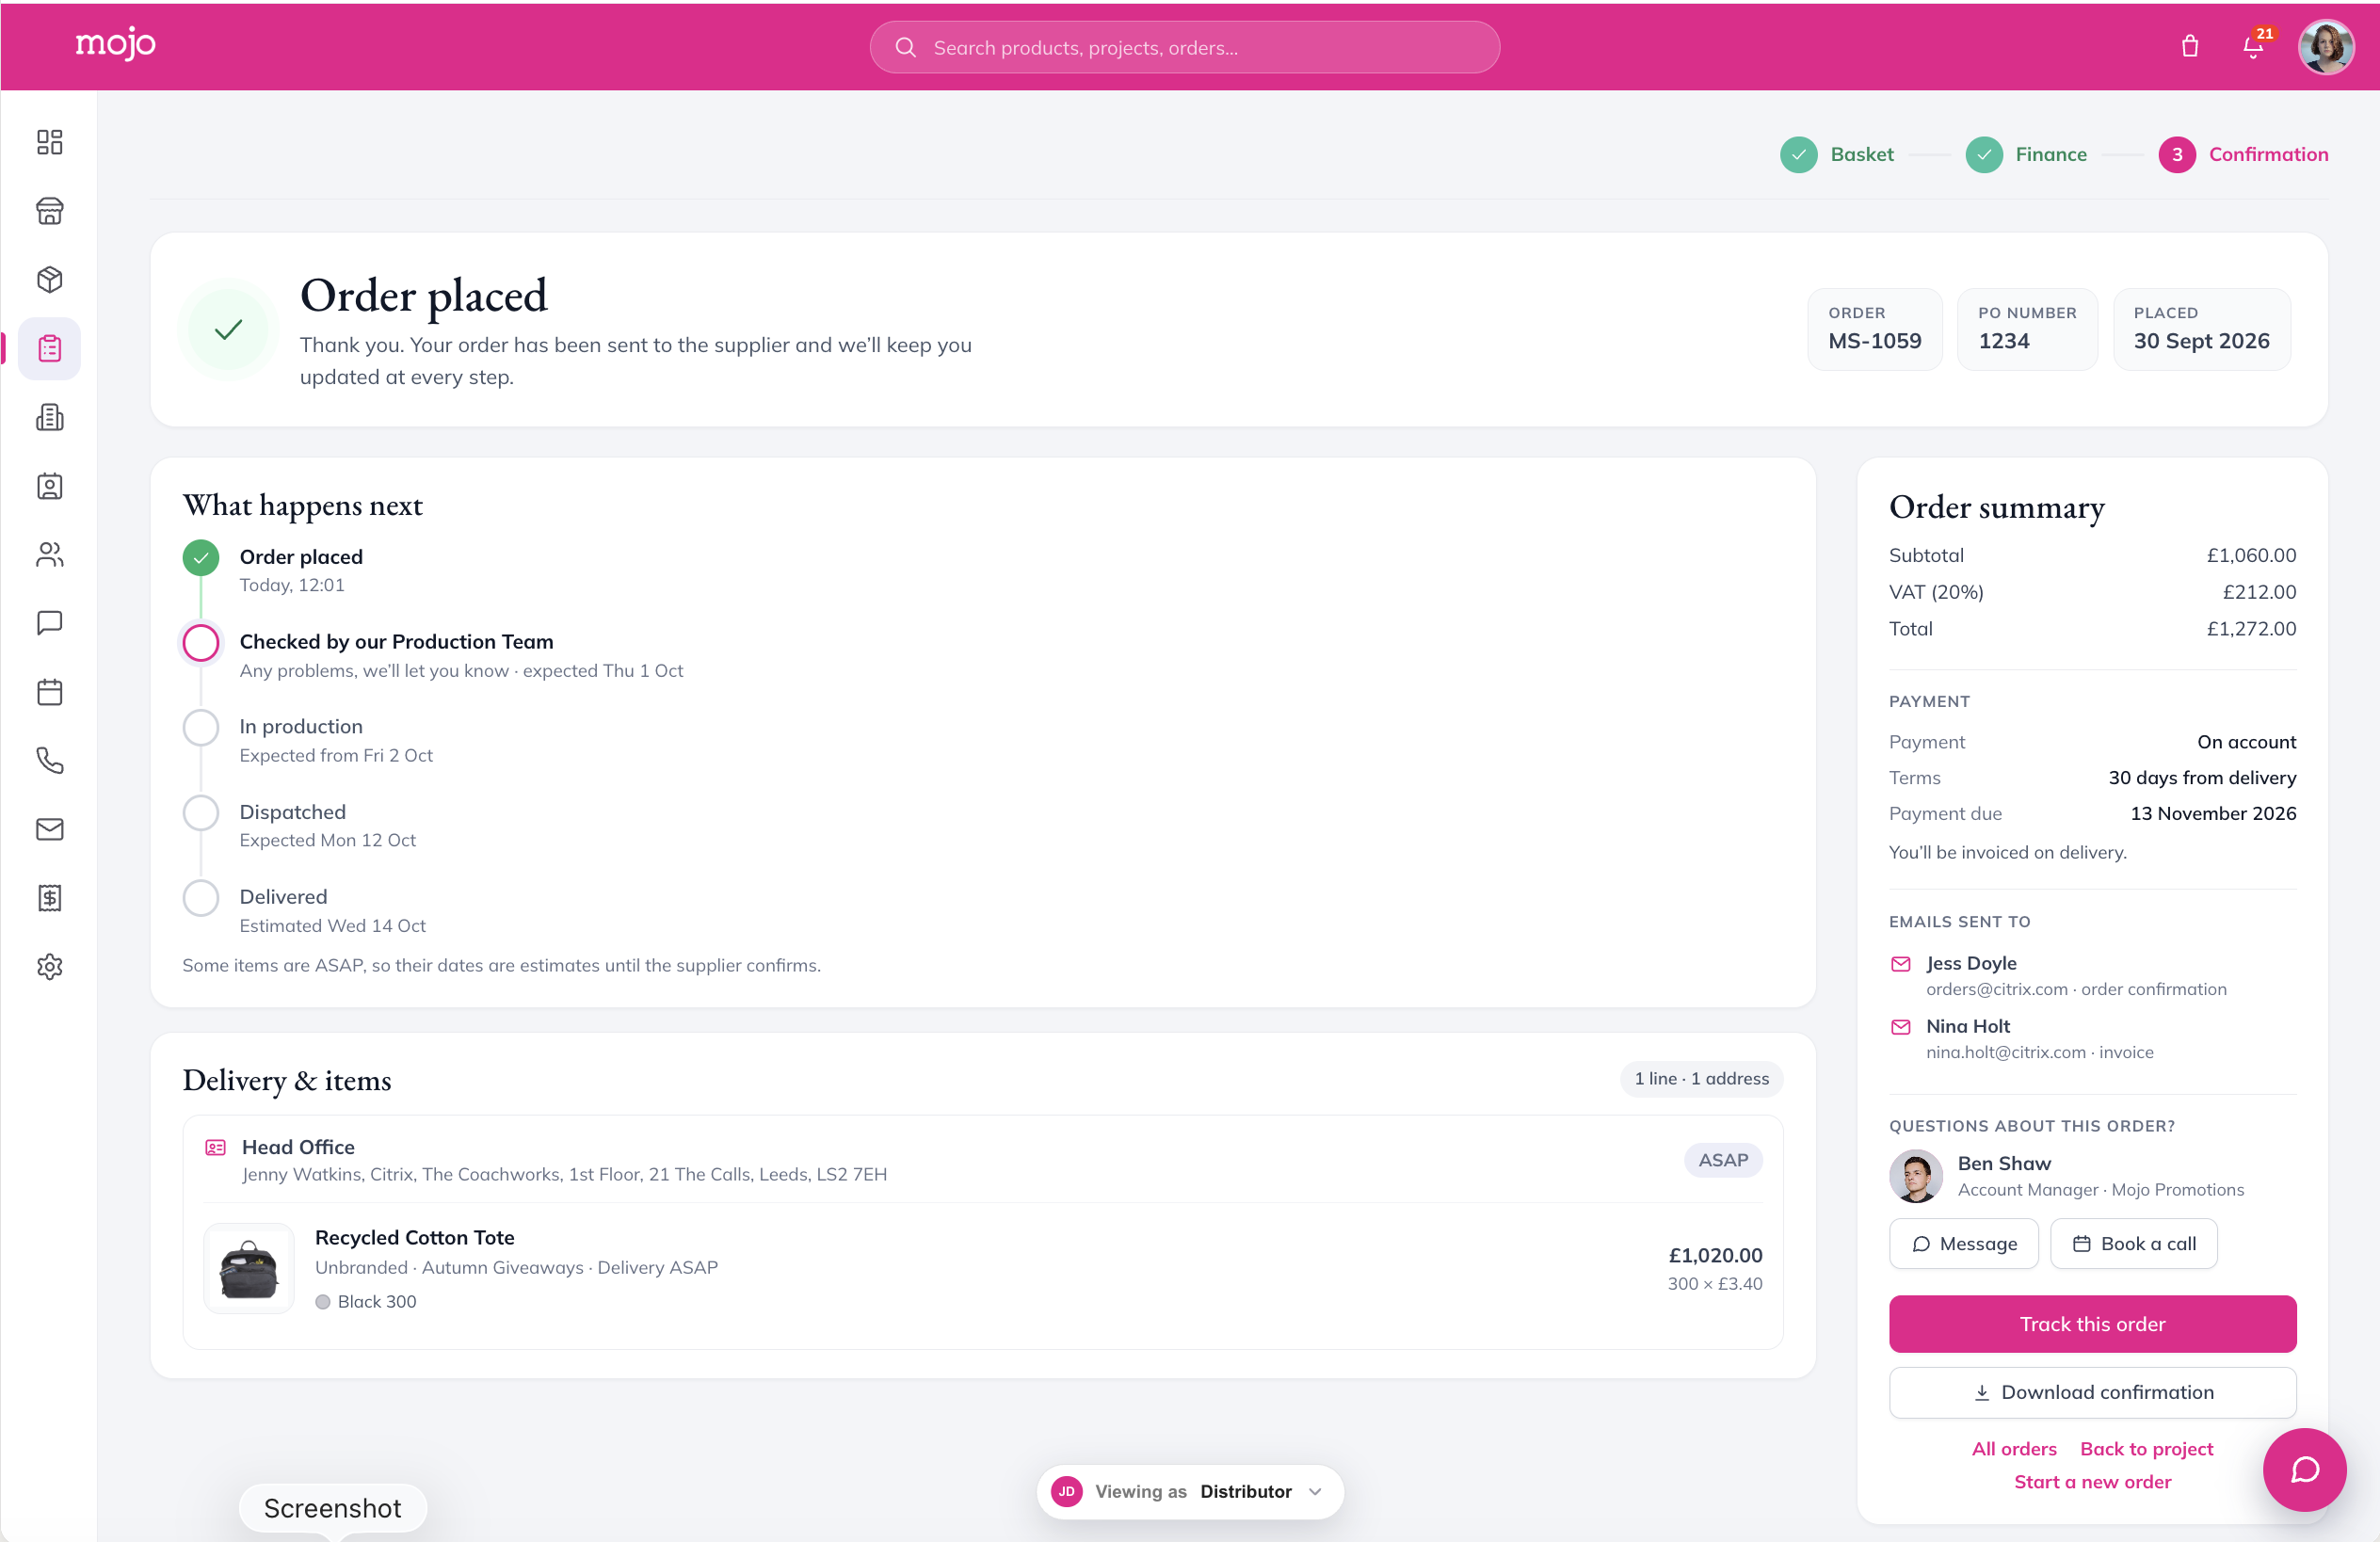 mojo
Search products, projects, orders...
21
Basket
Finance
3 Confirmation
Order placed
Thank you. Your order has been sent to the supplier and we’ll keep you
updated at every step.
ORDER
MS-1059
PO NUMBER
1234
PLACED
30 Sept 2026
What happens next
Order placed
Today, 12:01
Checked by our Production Team
Any problems, we’ll let you know · expected Thu 1 Oct
In production
Expected from Fri 2 Oct
Dispatched
Expected Mon 12 Oct
Delivered
Estimated Wed 14 Oct
Some items are ASAP, so their dates are estimates until the supplier confirms.
Delivery & items
1 line · 1 address
Head Office
Jenny Watkins, Citrix, The Coachworks, 1st Floor, 21 The Calls, Leeds, LS2 7EH
ASAP
Recycled Cotton Tote
Unbranded · Autumn Giveaways · Delivery ASAP
Black 300
£1,020.00
300 × £3.40
Order summary
Subtotal £1,060.00
VAT (20%) £212.00
Total £1,272.00
PAYMENT
Payment On account
Terms 30 days from delivery
Payment due 13 November 2026
You’ll be invoiced on delivery.
EMAILS SENT TO
Jess Doyle
orders@citrix.com · order confirmation
Nina Holt
nina.holt@citrix.com · invoice
QUESTIONS ABOUT THIS ORDER?
Ben Shaw
Account Manager · Mojo Promotions
Message
Book a call
Track this order
Download confirmation
All orders Back to project
Start a new order
JD Viewing as Distributor
Screenshot